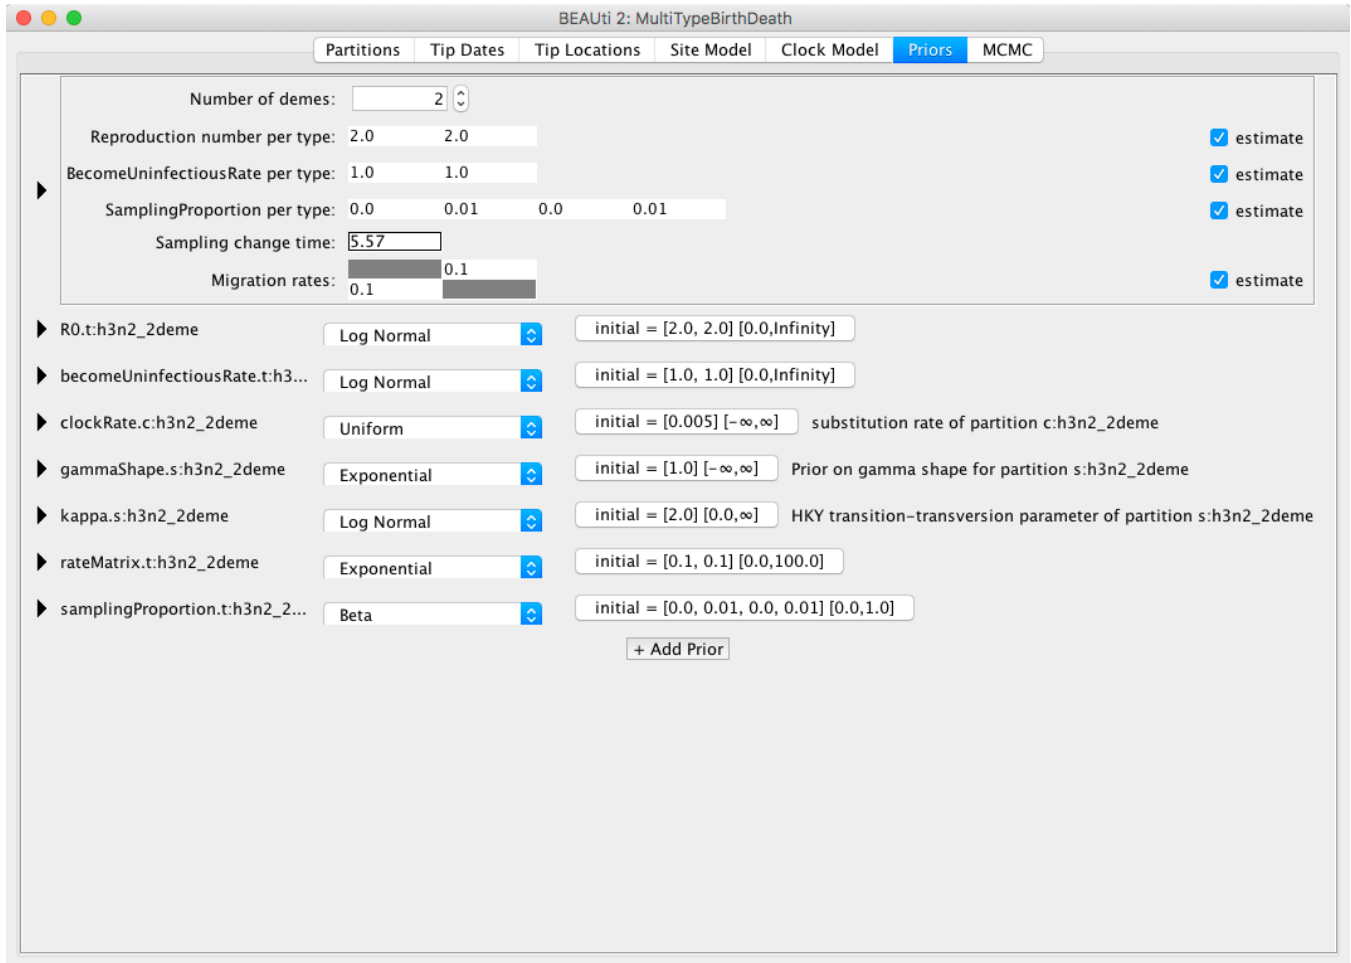 BEAUti 2: MultiTypeBirthDeath
Partitions Tip Dates Tip Locations Site Model Clock Model Priors MCMC
Number of demes: 2
Reproduction number per type: 2.0 2.0 estimate
BecomeUninfectiousRate per type: 1.0 1.0 estimate
SamplingProportion per type: 0.0 0.01 0.0 0.01 estimate
Sampling change time: 5.57
0.1
Migration rates: estimate
0.1
R0.t:h3n2_2deme Log Normal initial = [2.0, 2.0] [0.0,Infinity]
becomeUninfectiousRate.t:h3... Log Normal initial = [1.0, 1.0] [0.0,Infinity]
clockRate.c:h3n2_2deme Uniform initial = [0.005] [-∞,∞] substitution rate of partition c:h3n2_2deme
gammaShape.s:h3n2_2deme Exponential initial = [1.0] [-∞,∞] Prior on gamma shape for partition s:h3n2_2deme
kappa.s:h3n2_2deme Log Normal initial = [2.0] [0.0,∞] HKY transition-transversion parameter of partition s:h3n2_2deme
rateMatrix.t:h3n2_2deme Exponential initial = [0.1, 0.1] [0.0,100.0]
samplingProportion.t:h3n2_2... Beta initial = [0.0, 0.01, 0.0, 0.01] [0.0,1.0]
+ Add Prior